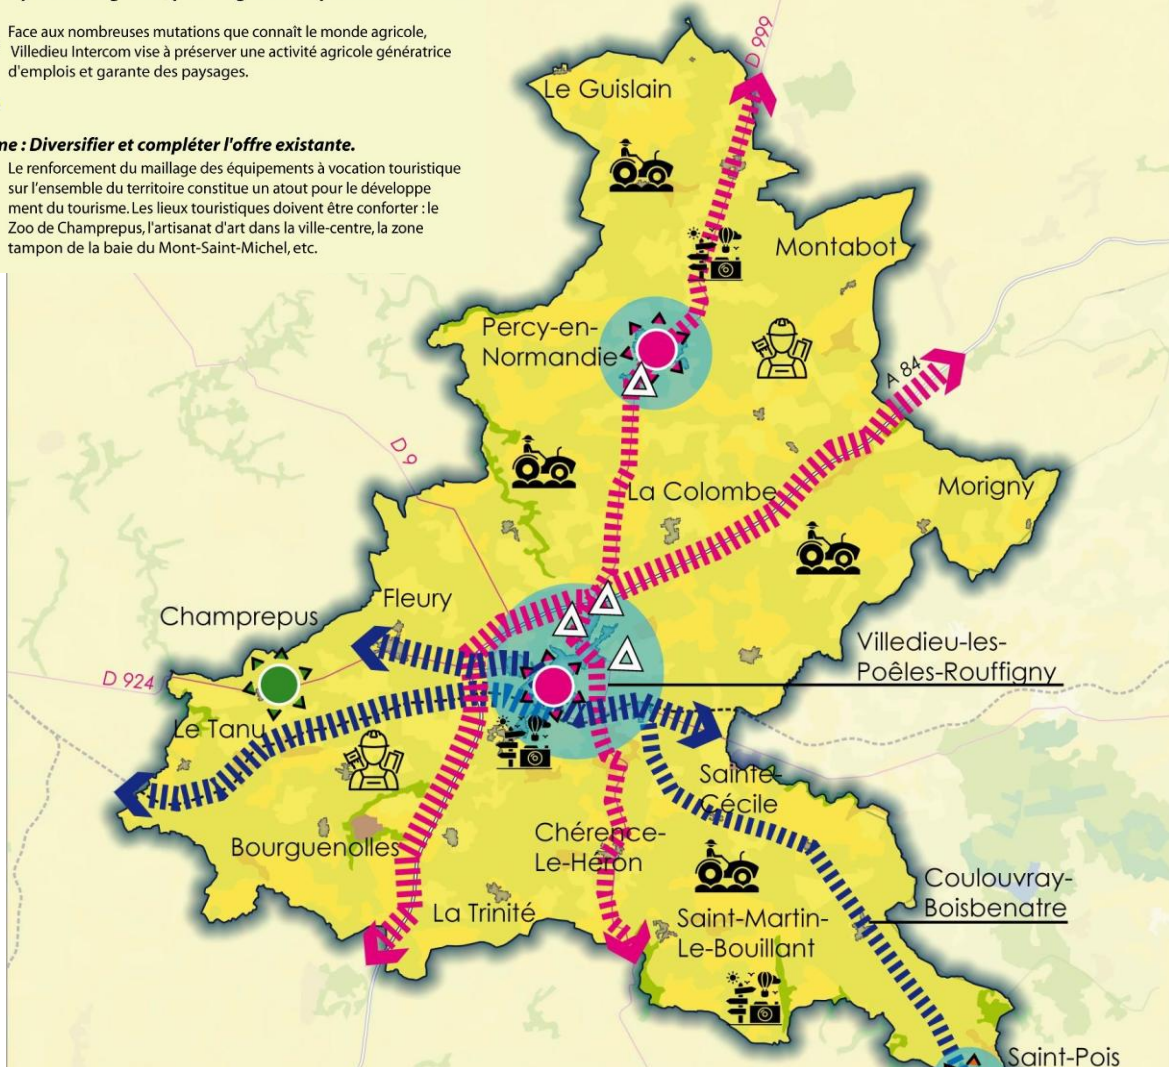 Face aux nombreuses mutations que connaît le monde agricole,
Villedieu Intercom vise à préserver une activité agricole génératrice
d'emplois et garante des paysages.
: Diversifier et compléter l'offre existante.
Le renforcement du maillage des équipements à vocation touristique
sur l'ensemble du territoire constitue un atout pour le développe
ment du tourisme. Les lieux touristiques doivent être conforter : le
Zoo de Champrepus, l'artisanat d'art dans la ville-centre, la zone
tampon de la baie du Mont-Saint-Michel, etc.
D 999
Le Guislain
Montabot
Percy-en-
Normandie
A 84
D 9
La Colombe
Morigny
Fleury
Champrepus
Villedieu-les-
Poêles-Rouffigny
D 924
Le Tanu
Sainte-
Cécile
Chérence-
Le-Héron
Bourguenolles
Coulouvray-
Boisbenatre
La Trinité
Saint-Martin-
Le-Bouillant
Saint-Pois